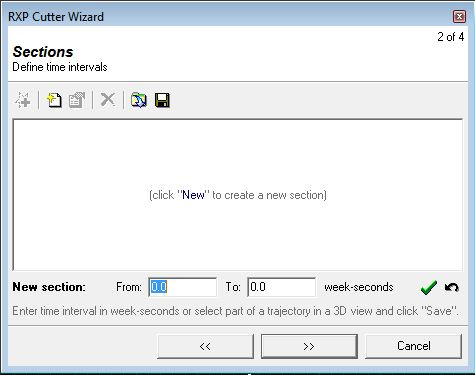 RXP Cutter Wizard
2 of 4
Sections
Define time intervals
(click "New" to create a new section)
New section: From: 0.0 To: 0.0 week-seconds
Enter time interval in week-seconds or select part of a trajectory in a 3D view and click "Save".
<< >> Cancel